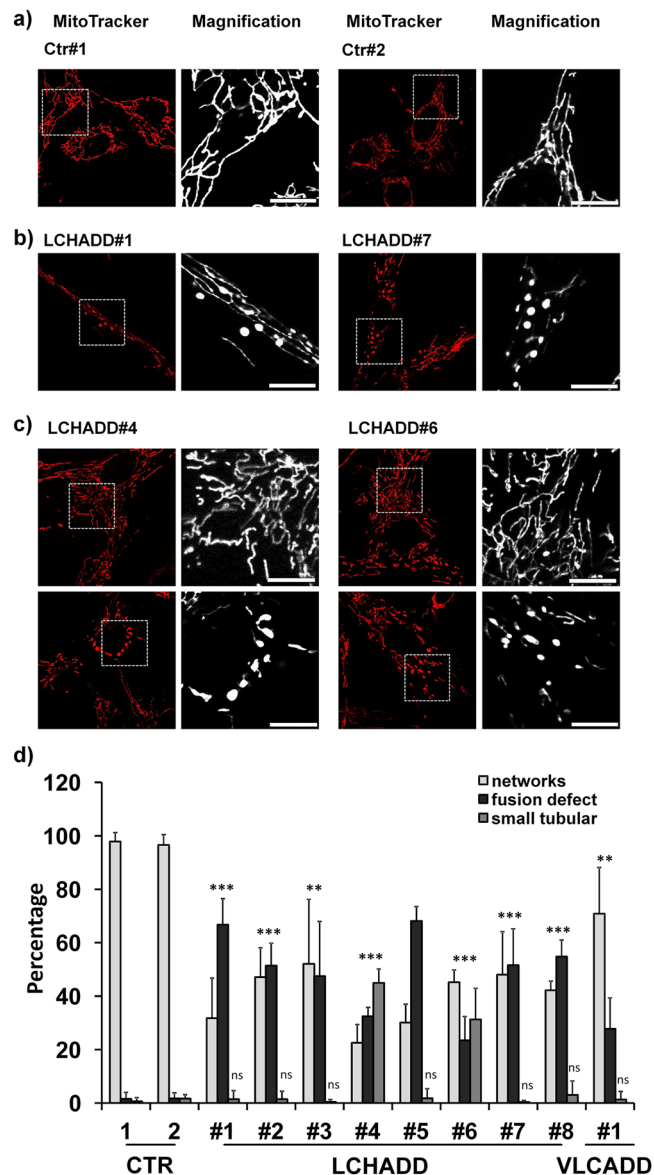 a) MitoTracker Magnification MitoTracker Magnification
Ctr#1 Ctr#2
b) LCHADD#1 LCHADD#7
c) LCHADD#4 LCHADD#6
d)
120
100
80
60
40
20
0
Percentage
networks
fusion defect
small tubular
*** *** ** *** *** *** *** **
ns ns ns ns ns ns ns
1 2 #1 #2 #3 #4 #5 #6 #7 #8 #1
CTR LCHADD VLCADD